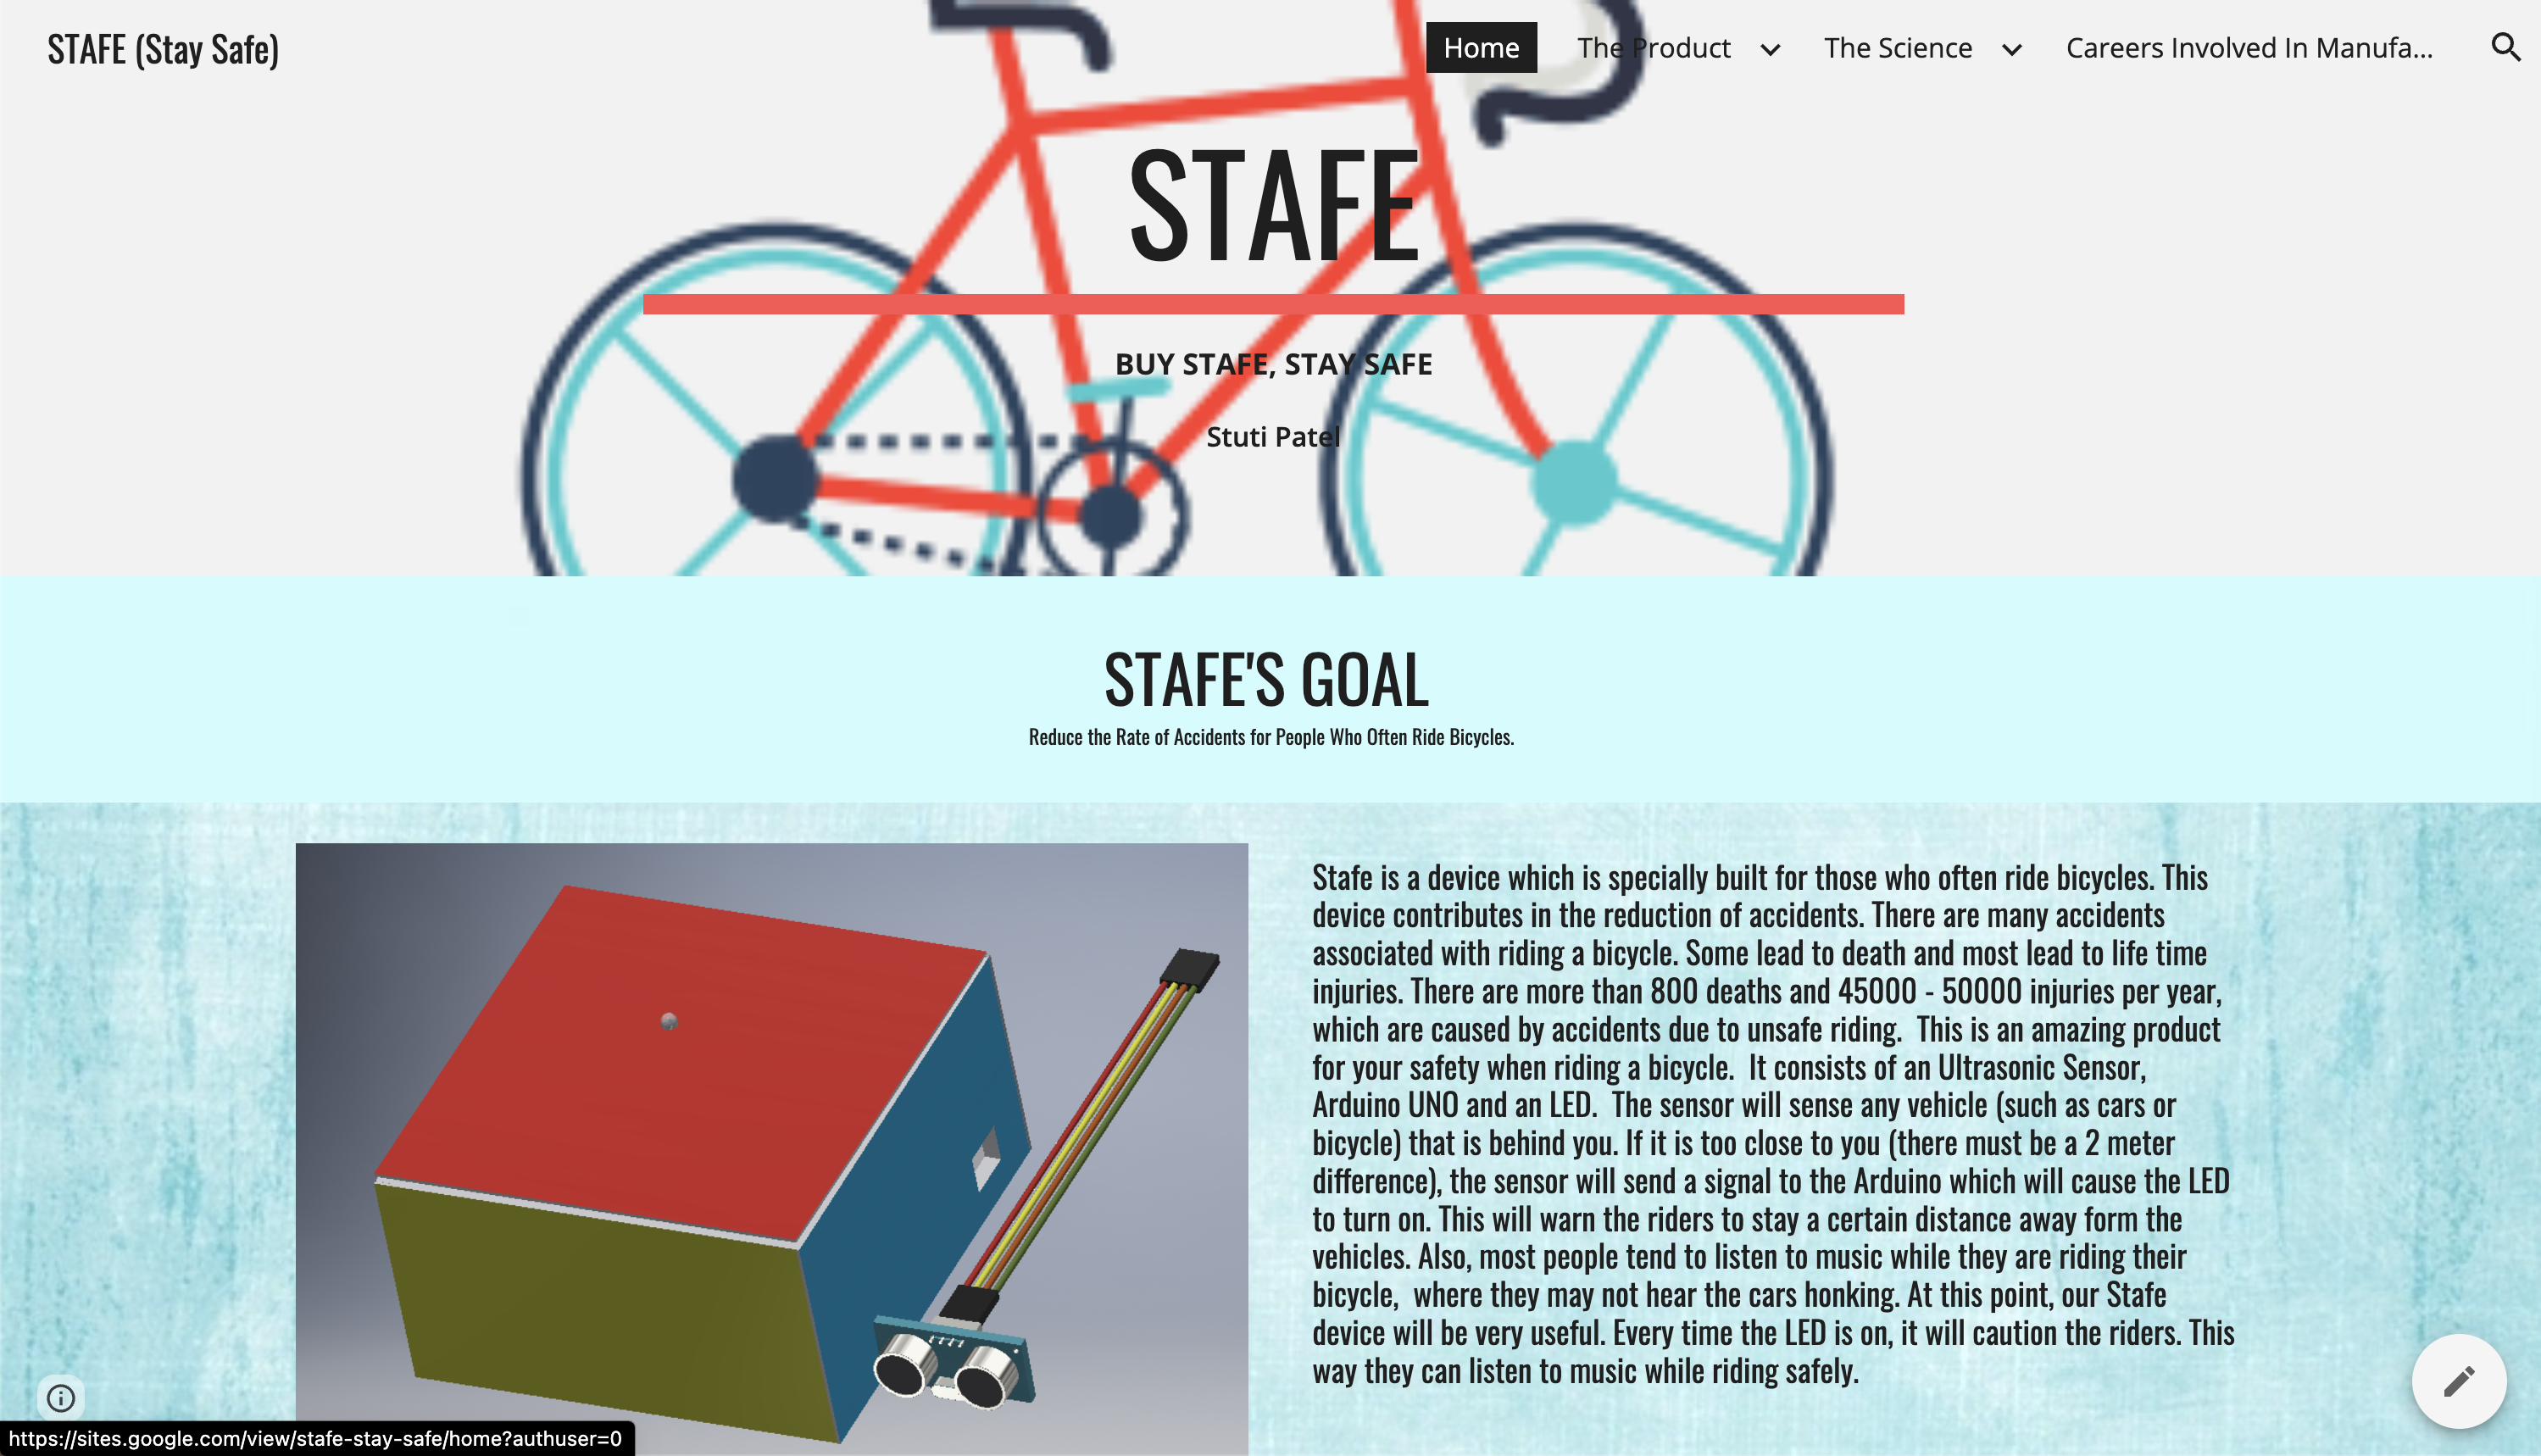 STAFE (Stay Safe)
Home
The Product
The Science
Careers Involved In Manufa...
STAFE
BUY STAFE, STAY SAFE
Stuti Patel
STAFE'S GOAL
Reduce the Rate of Accidents for People Who Often Ride Bicycles.
Stafe is a device which is specially built for those who often ride bicycles. This
device contributes in the reduction of accidents. There are many accidents
associated with riding a bicycle. Some lead to death and most lead to life time
injuries. There are more than 800 deaths and 45000 - 50000 injuries per year,
which are caused by accidents due to unsafe riding.  This is an amazing product
for your safety when riding a bicycle.  It consists of an Ultrasonic Sensor,
Arduino UNO and an LED.  The sensor will sense any vehicle (such as cars or
bicycle) that is behind you. If it is too close to you (there must be a 2 meter
difference), the sensor will send a signal to the Arduino which will cause the LED
to turn on. This will warn the riders to stay a certain distance away form the
vehicles. Also, most people tend to listen to music while they are riding their
bicycle,  where they may not hear the cars honking. At this point, our Stafe
device will be very useful. Every time the LED is on, it will caution the riders. This
way they can listen to music while riding safely.
https://sites.google.com/view/stafe-stay-safe/home?authuser=0